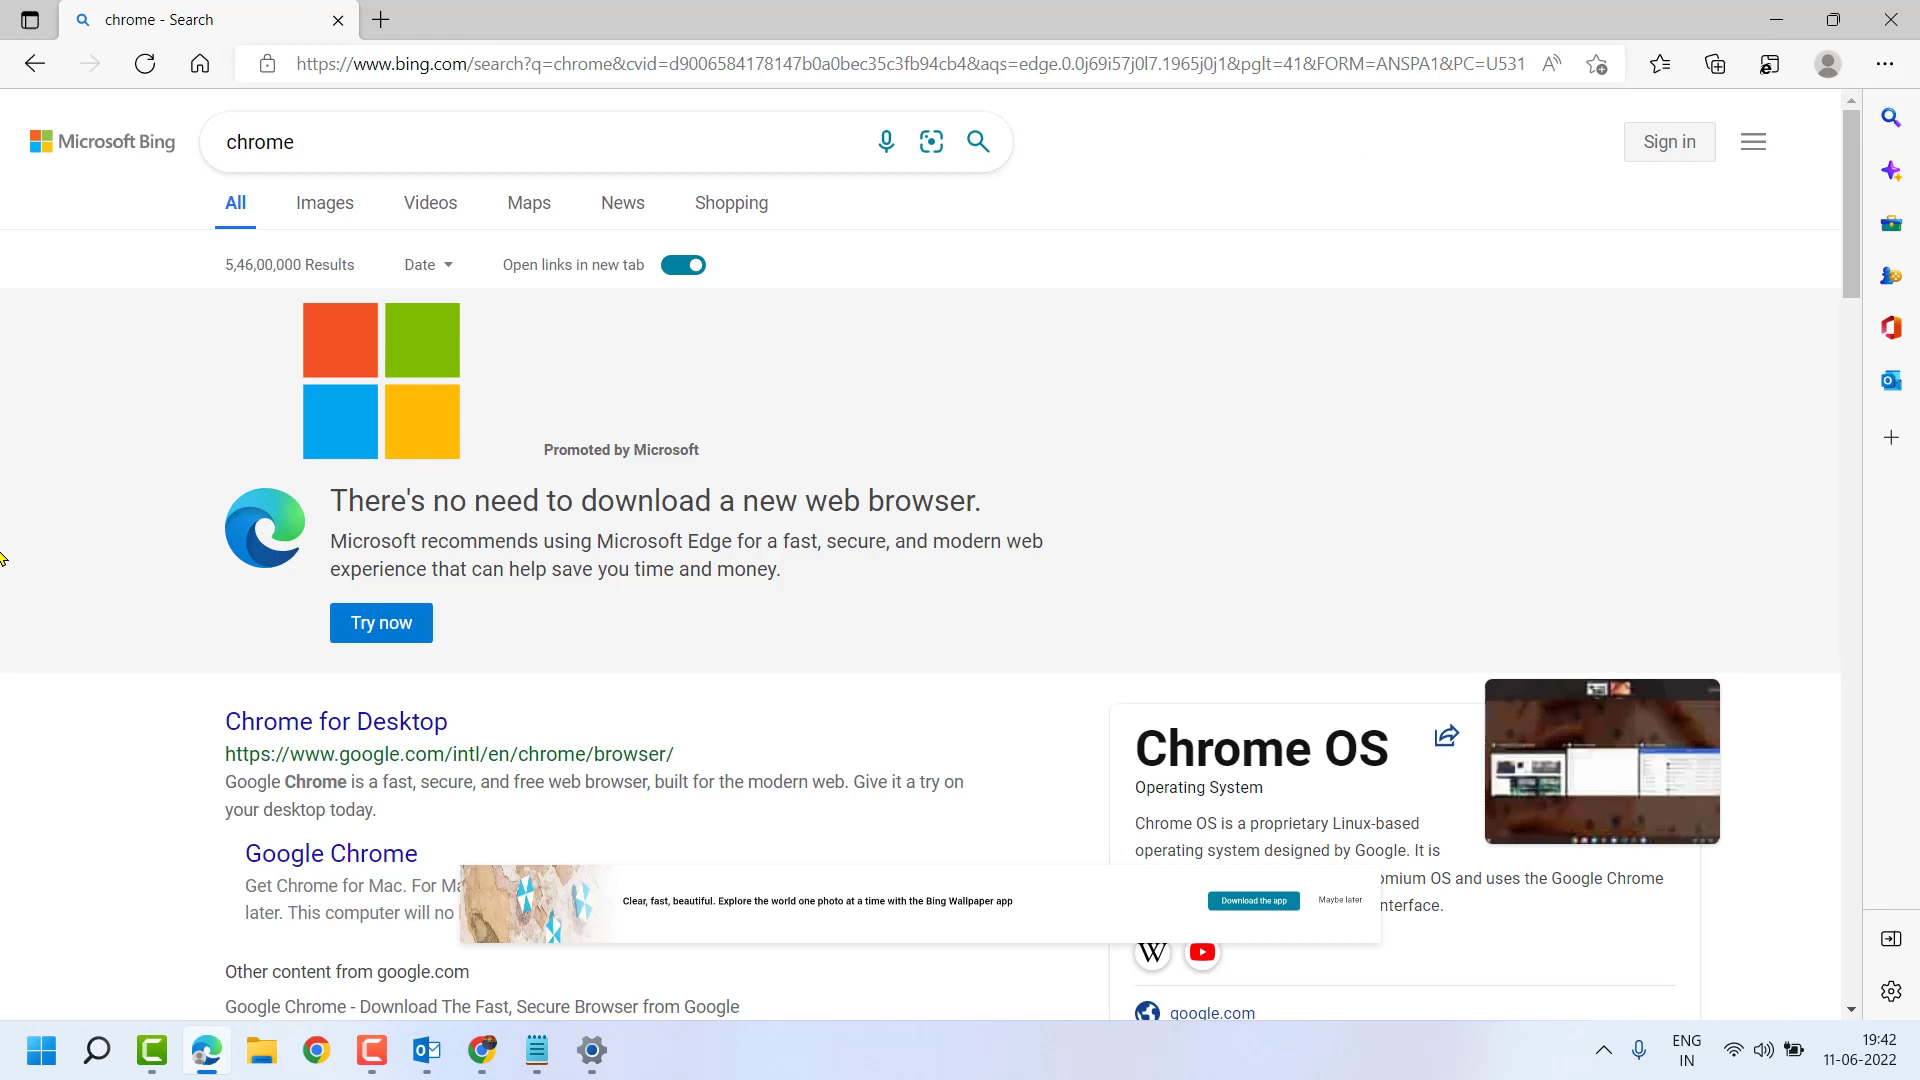 chrome - Search
https://www.bing.com/search?q=chrome&cvid=d9006584178147b0a0bec35c3fb94cb4&aqs=edge.0.0j69i57j0l7.1965j0j1&pglt=41&FORM=ANSPA1&PC=U531
Microsoft Bing
chrome
Sign in
All Images Videos Maps News Shopping
5,46,00,000 Results Date Open links in new tab
Promoted by Microsoft
There's no need to download a new web browser.
Microsoft recommends using Microsoft Edge for a fast, secure, and modern web
experience that can help save you time and money.
Try now
Chrome for Desktop
https://www.google.com/intl/en/chrome/browser/
Google Chrome is a fast, secure, and free web browser, built for the modern web. Give it a try on
your desktop today.
Google Chrome
Get Chrome for Mac. For Ma
later. This computer will no
Other content from google.com
Google Chrome - Download The Fast, Secure Browser from Google
Chrome OS
Operating System
Chrome OS is a proprietary Linux-based
operating system designed by Google. It is
omium OS and uses the Google Chrome
nterface.
W
google.com
Clear, fast, beautiful. Explore the world one photo at a time with the Bing Wallpaper app
Download the app
Maybe later
ENG
IN
19:42
11-06-2022